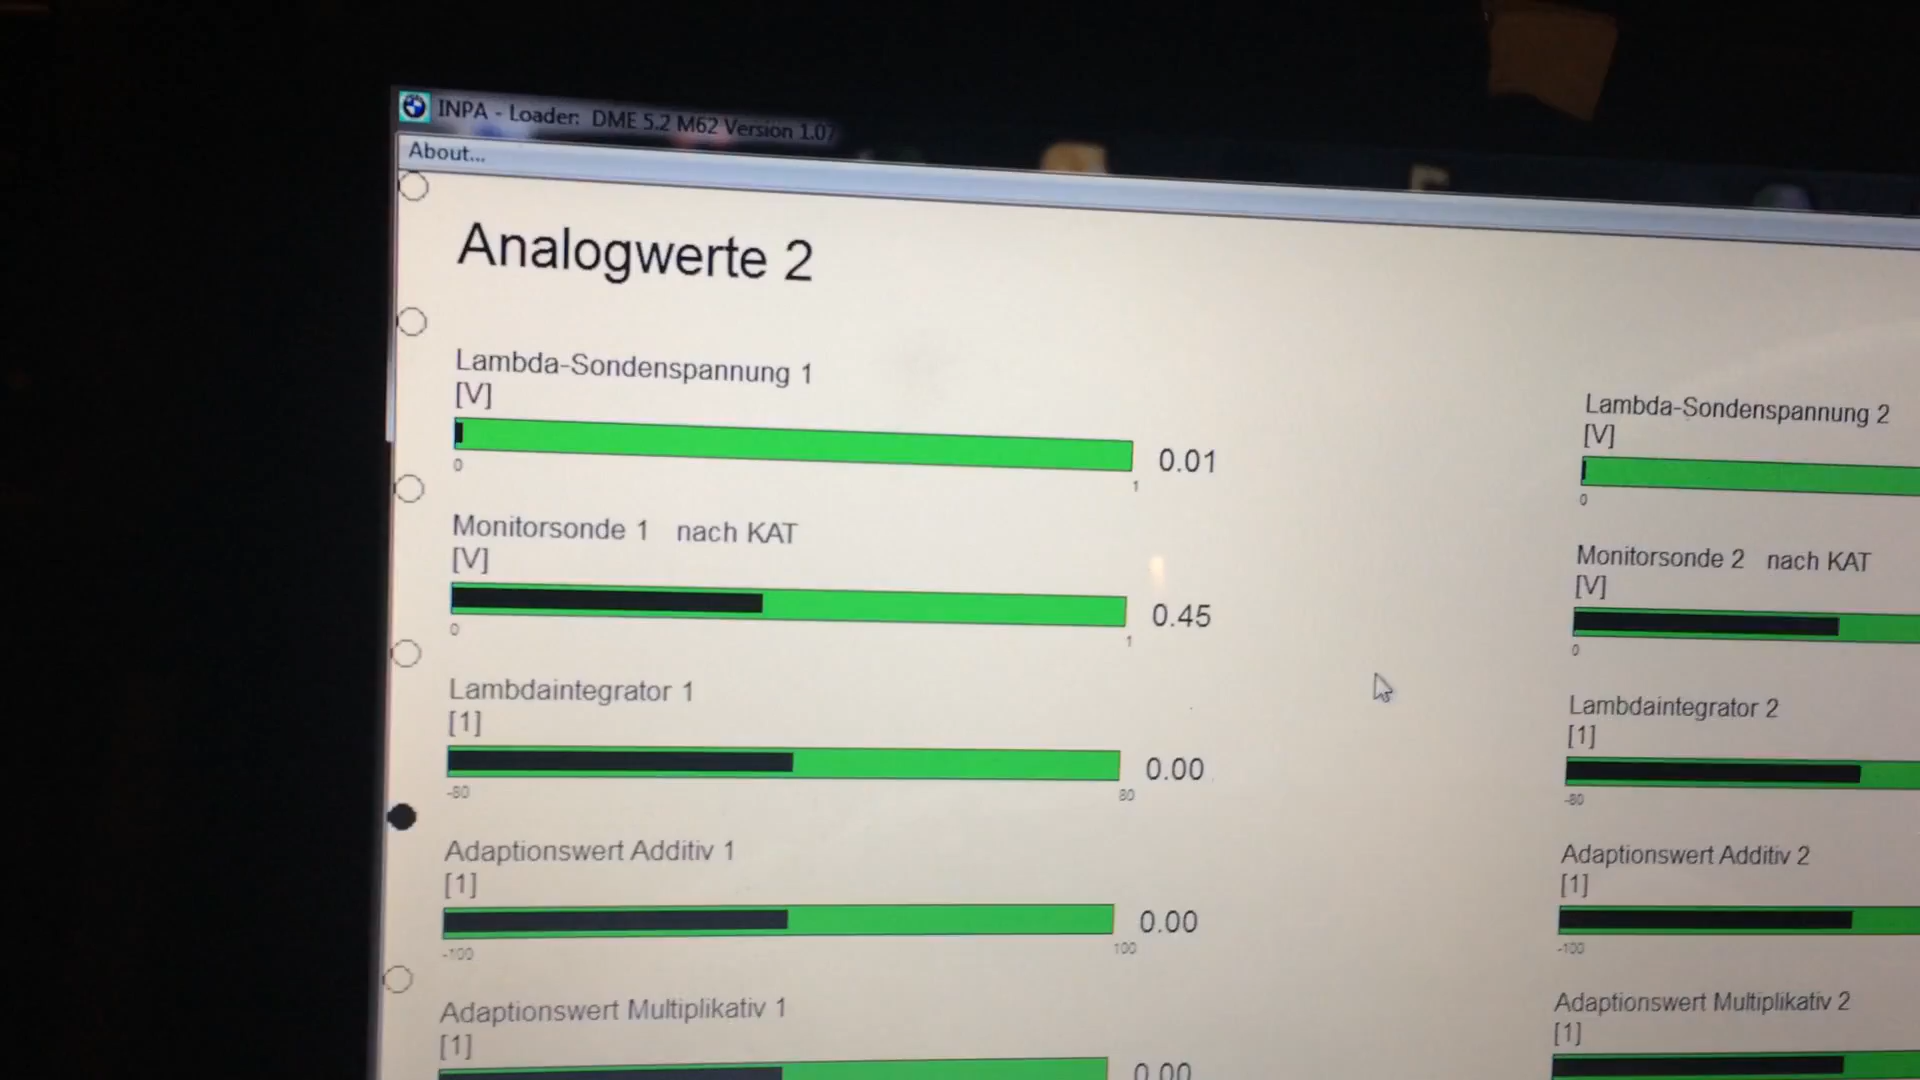 INPA - Loader: DME 5.2 M62 Version 1.07
About...
Analogwerte 2
Lambda-Sondenspannung 1
[V]
0.01
0
1
Monitorsonde 1 nach KAT
[V]
0.45
0
1
Lambdaintegrator 1
[1]
0.00
-80
80
Adaptionswert Additiv 1
[1]
0.00
-100
100
Adaptionswert Multiplikativ 1
[1]
0.00
Lambda-Sondenspannung 2
[V]
0
Monitorsonde 2 nach KAT
[V]
0
Lambdaintegrator 2
[1]
-80
Adaptionswert Additiv 2
[1]
-100
Adaptionswert Multiplikativ 2
[1]